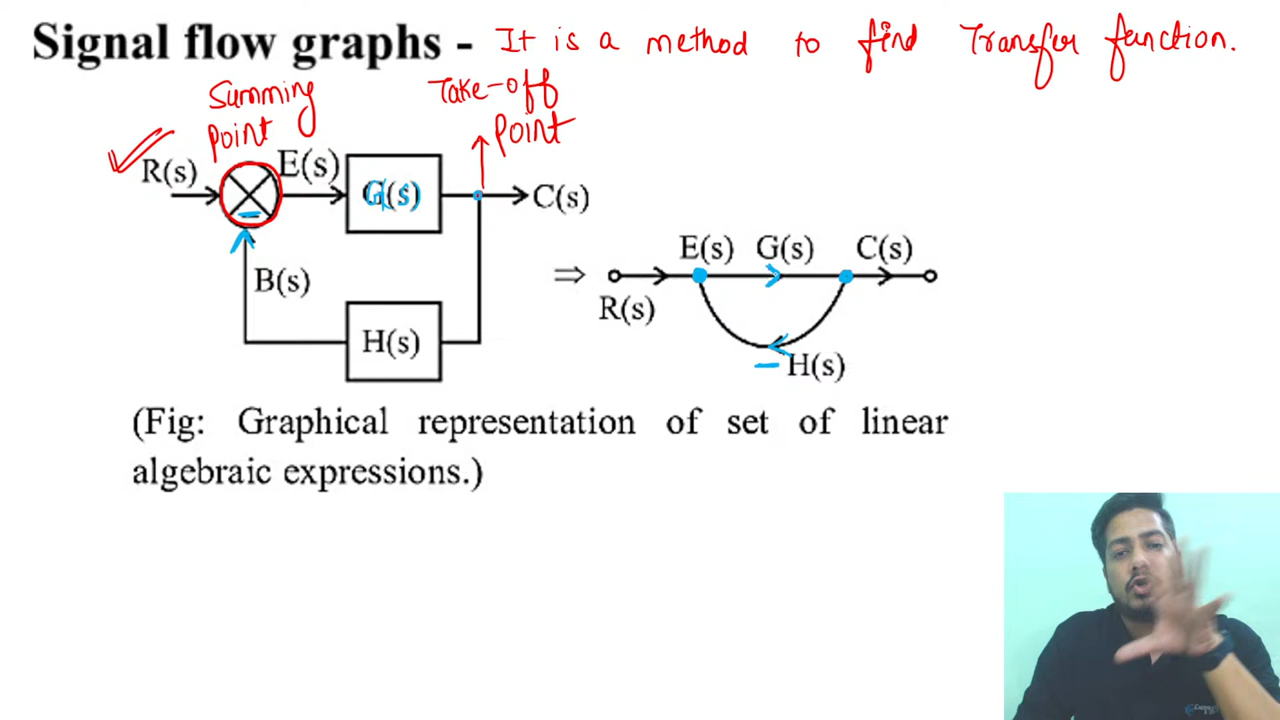 Signal flow graphs - It is a method to find Transfer function.
Summing point
Take-off point
R(s)
E(s)
G(s)
C(s)
B(s)
H(s)
⇒
E(s) G(s) C(s)
R(s)
– H(s)
(Fig: Graphical representation of set of linear
algebraic expressions.)